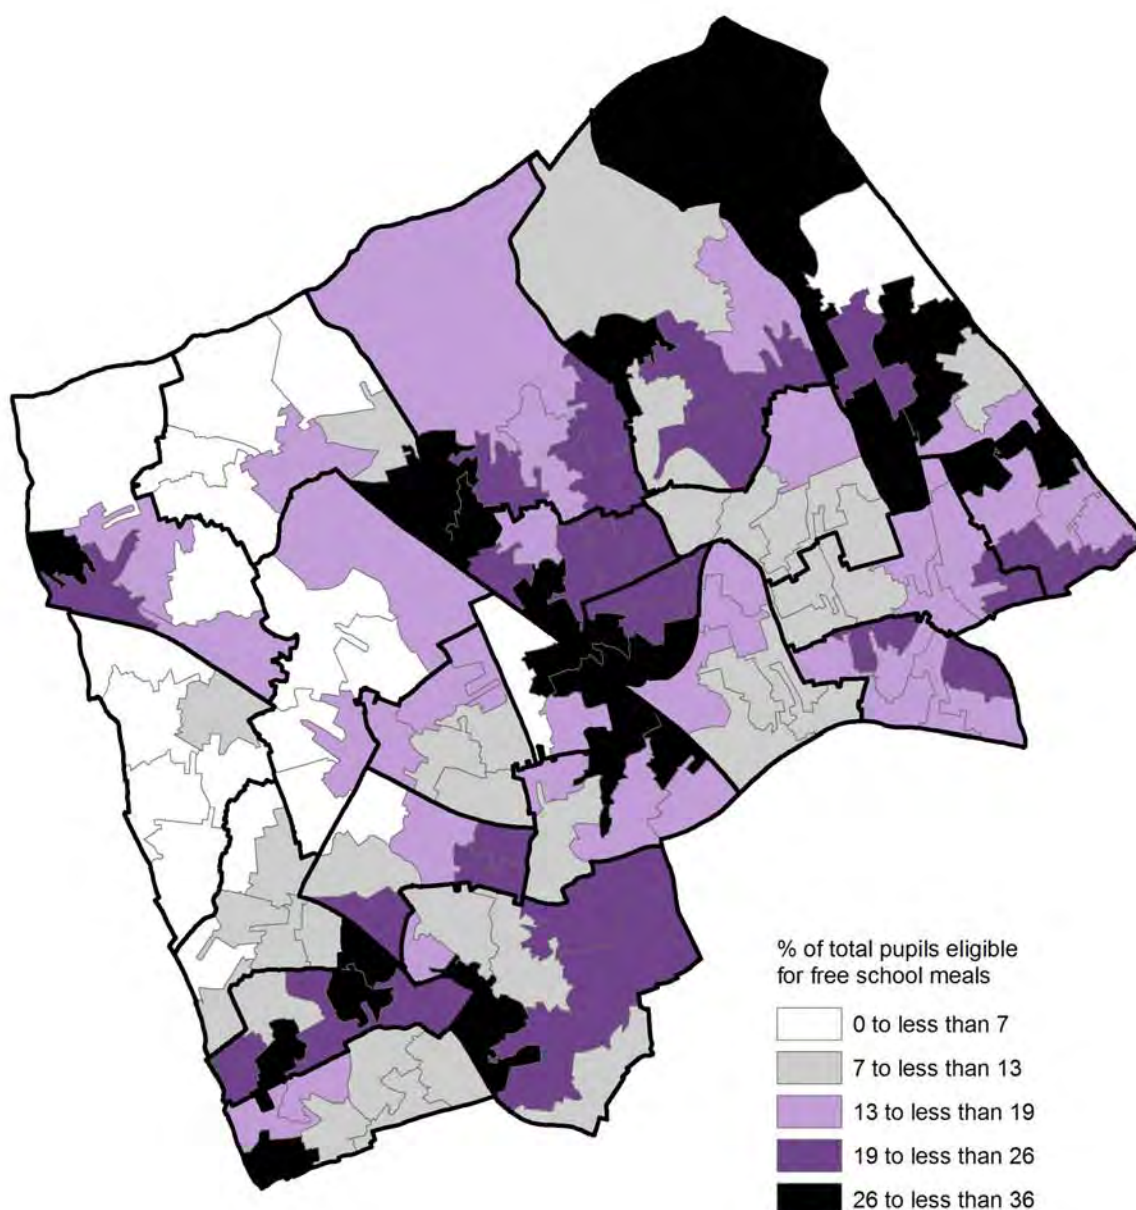 % of total pupils eligible
for free school meals
0 to less than 7
7 to less than 13
13 to less than 19
19 to less than 26
26 to less than 36